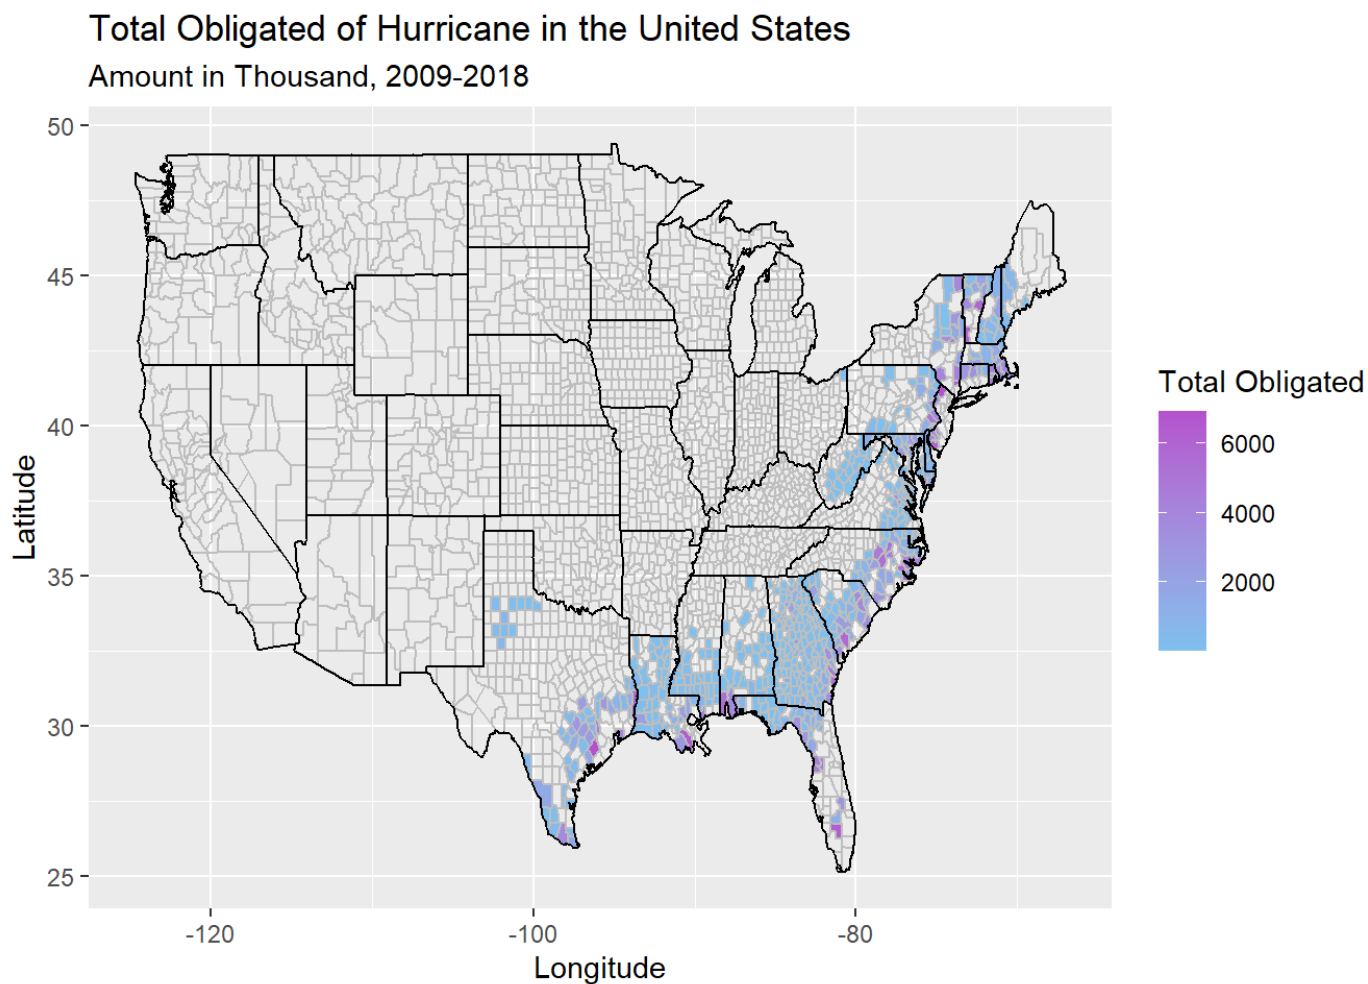 Total Obligated of Hurricane in the United States
Amount in Thousand, 2009-2018
50
45
40
35
30
25
Latitude
-120
-100
-80
Longitude
Total Obligated
6000
4000
2000